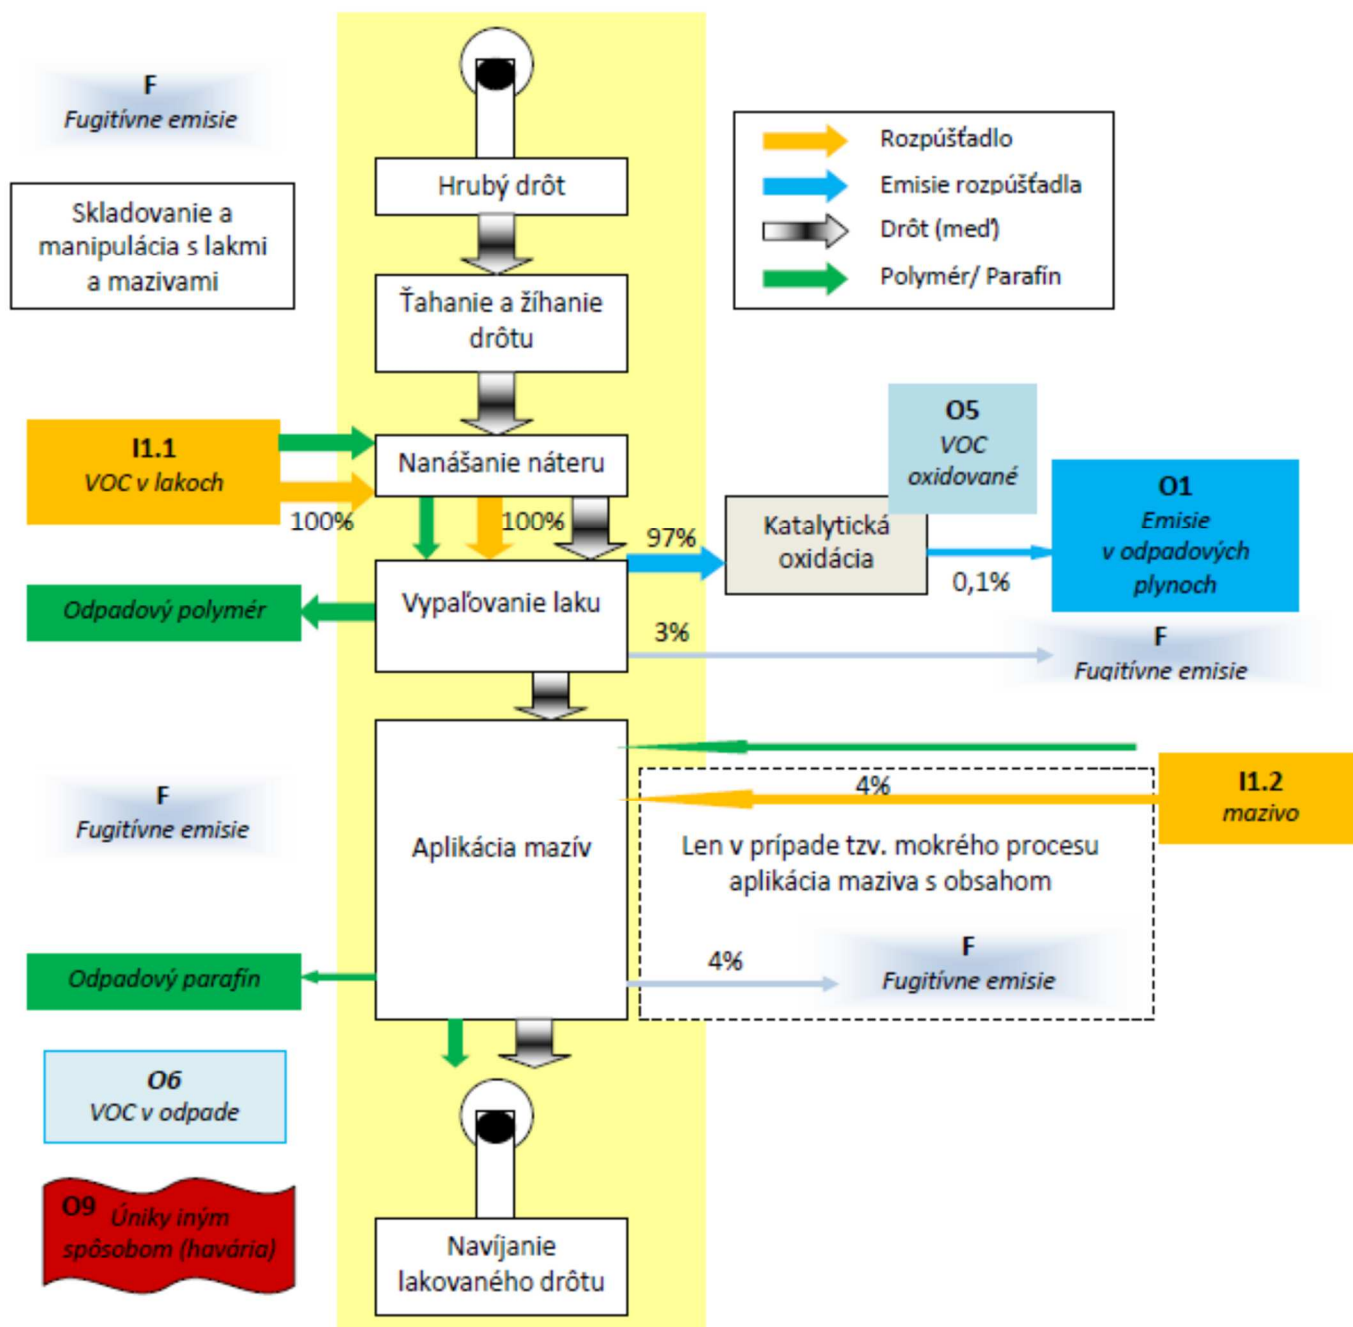 F
Fugitívne emisie
Skladovanie a
manipulácia s lakmi
a mazivami
Hrubý drôt
Rozpúšťadlo
Emisie rozpúšťadla
Drôt (meď)
Polymér/ Parafín
Ťahanie a žíhanie
drôtu
I1.1
VOC v lakoch
100%
Nanášanie náteru
100%
97%
O5
VOC
oxidované
Katalytická
oxidácia
0,1%
O1
Emisie
v odpadových
plynoch
Odpadový polymér
Vypaľovanie laku
3%
F
Fugitívne emisie
F
Fugitívne emisie
Aplikácia mazív
4%
I1.2
mazivo
Len v prípade tzv. mokrého procesu
aplikácia maziva s obsahom
4%
F
Fugitívne emisie
Odpadový parafín
O6
VOC v odpade
O9 Úniky iným
spôsobom (havária)
Navíjanie
lakovaného drôtu